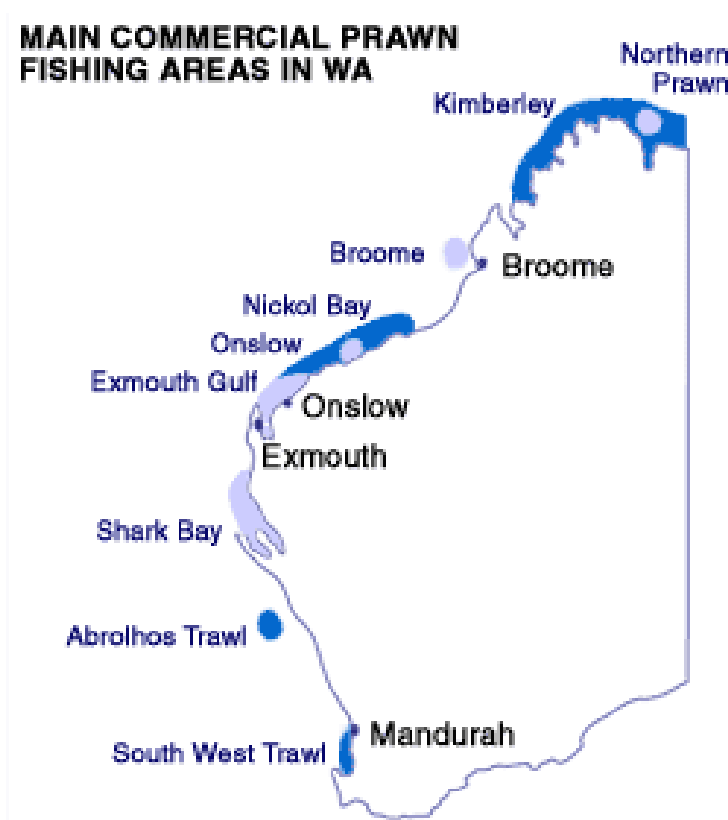 MAIN COMMERCIAL PRAWN
FISHING AREAS IN WA
Northern
Prawn
Kimberley
Broome
Broome
Nickol Bay
Onslow
Exmouth Gulf
Onslow
Exmouth
Shark Bay
Abrolhos Trawl
Mandurah
South West Trawl